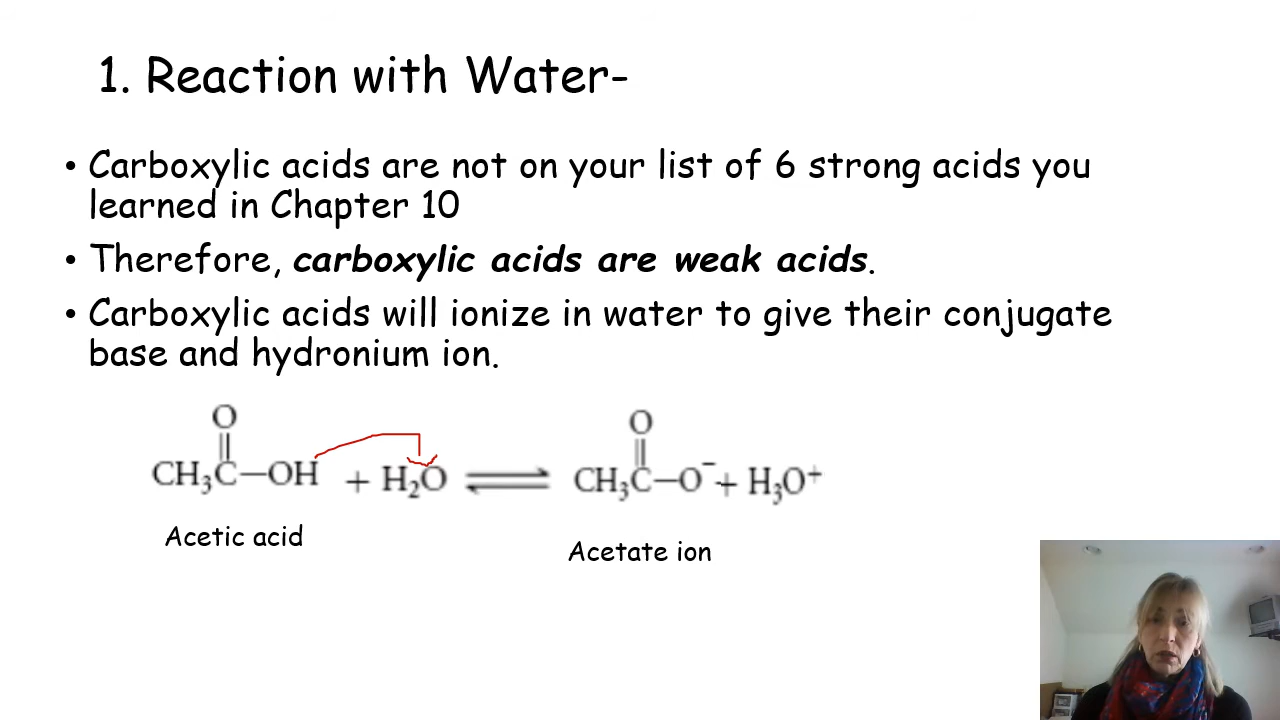 1. Reaction with Water-
• Carboxylic acids are not on your list of 6 strong acids you
learned in Chapter 10
• Therefore, carboxylic acids are weak acids.
• Carboxylic acids will ionize in water to give their conjugate
base and hydronium ion.
O O
CH₃C—OH + H₂O ⇌ CH₃C—O⁻ + H₃O⁺
Acetic acid
Acetate ion